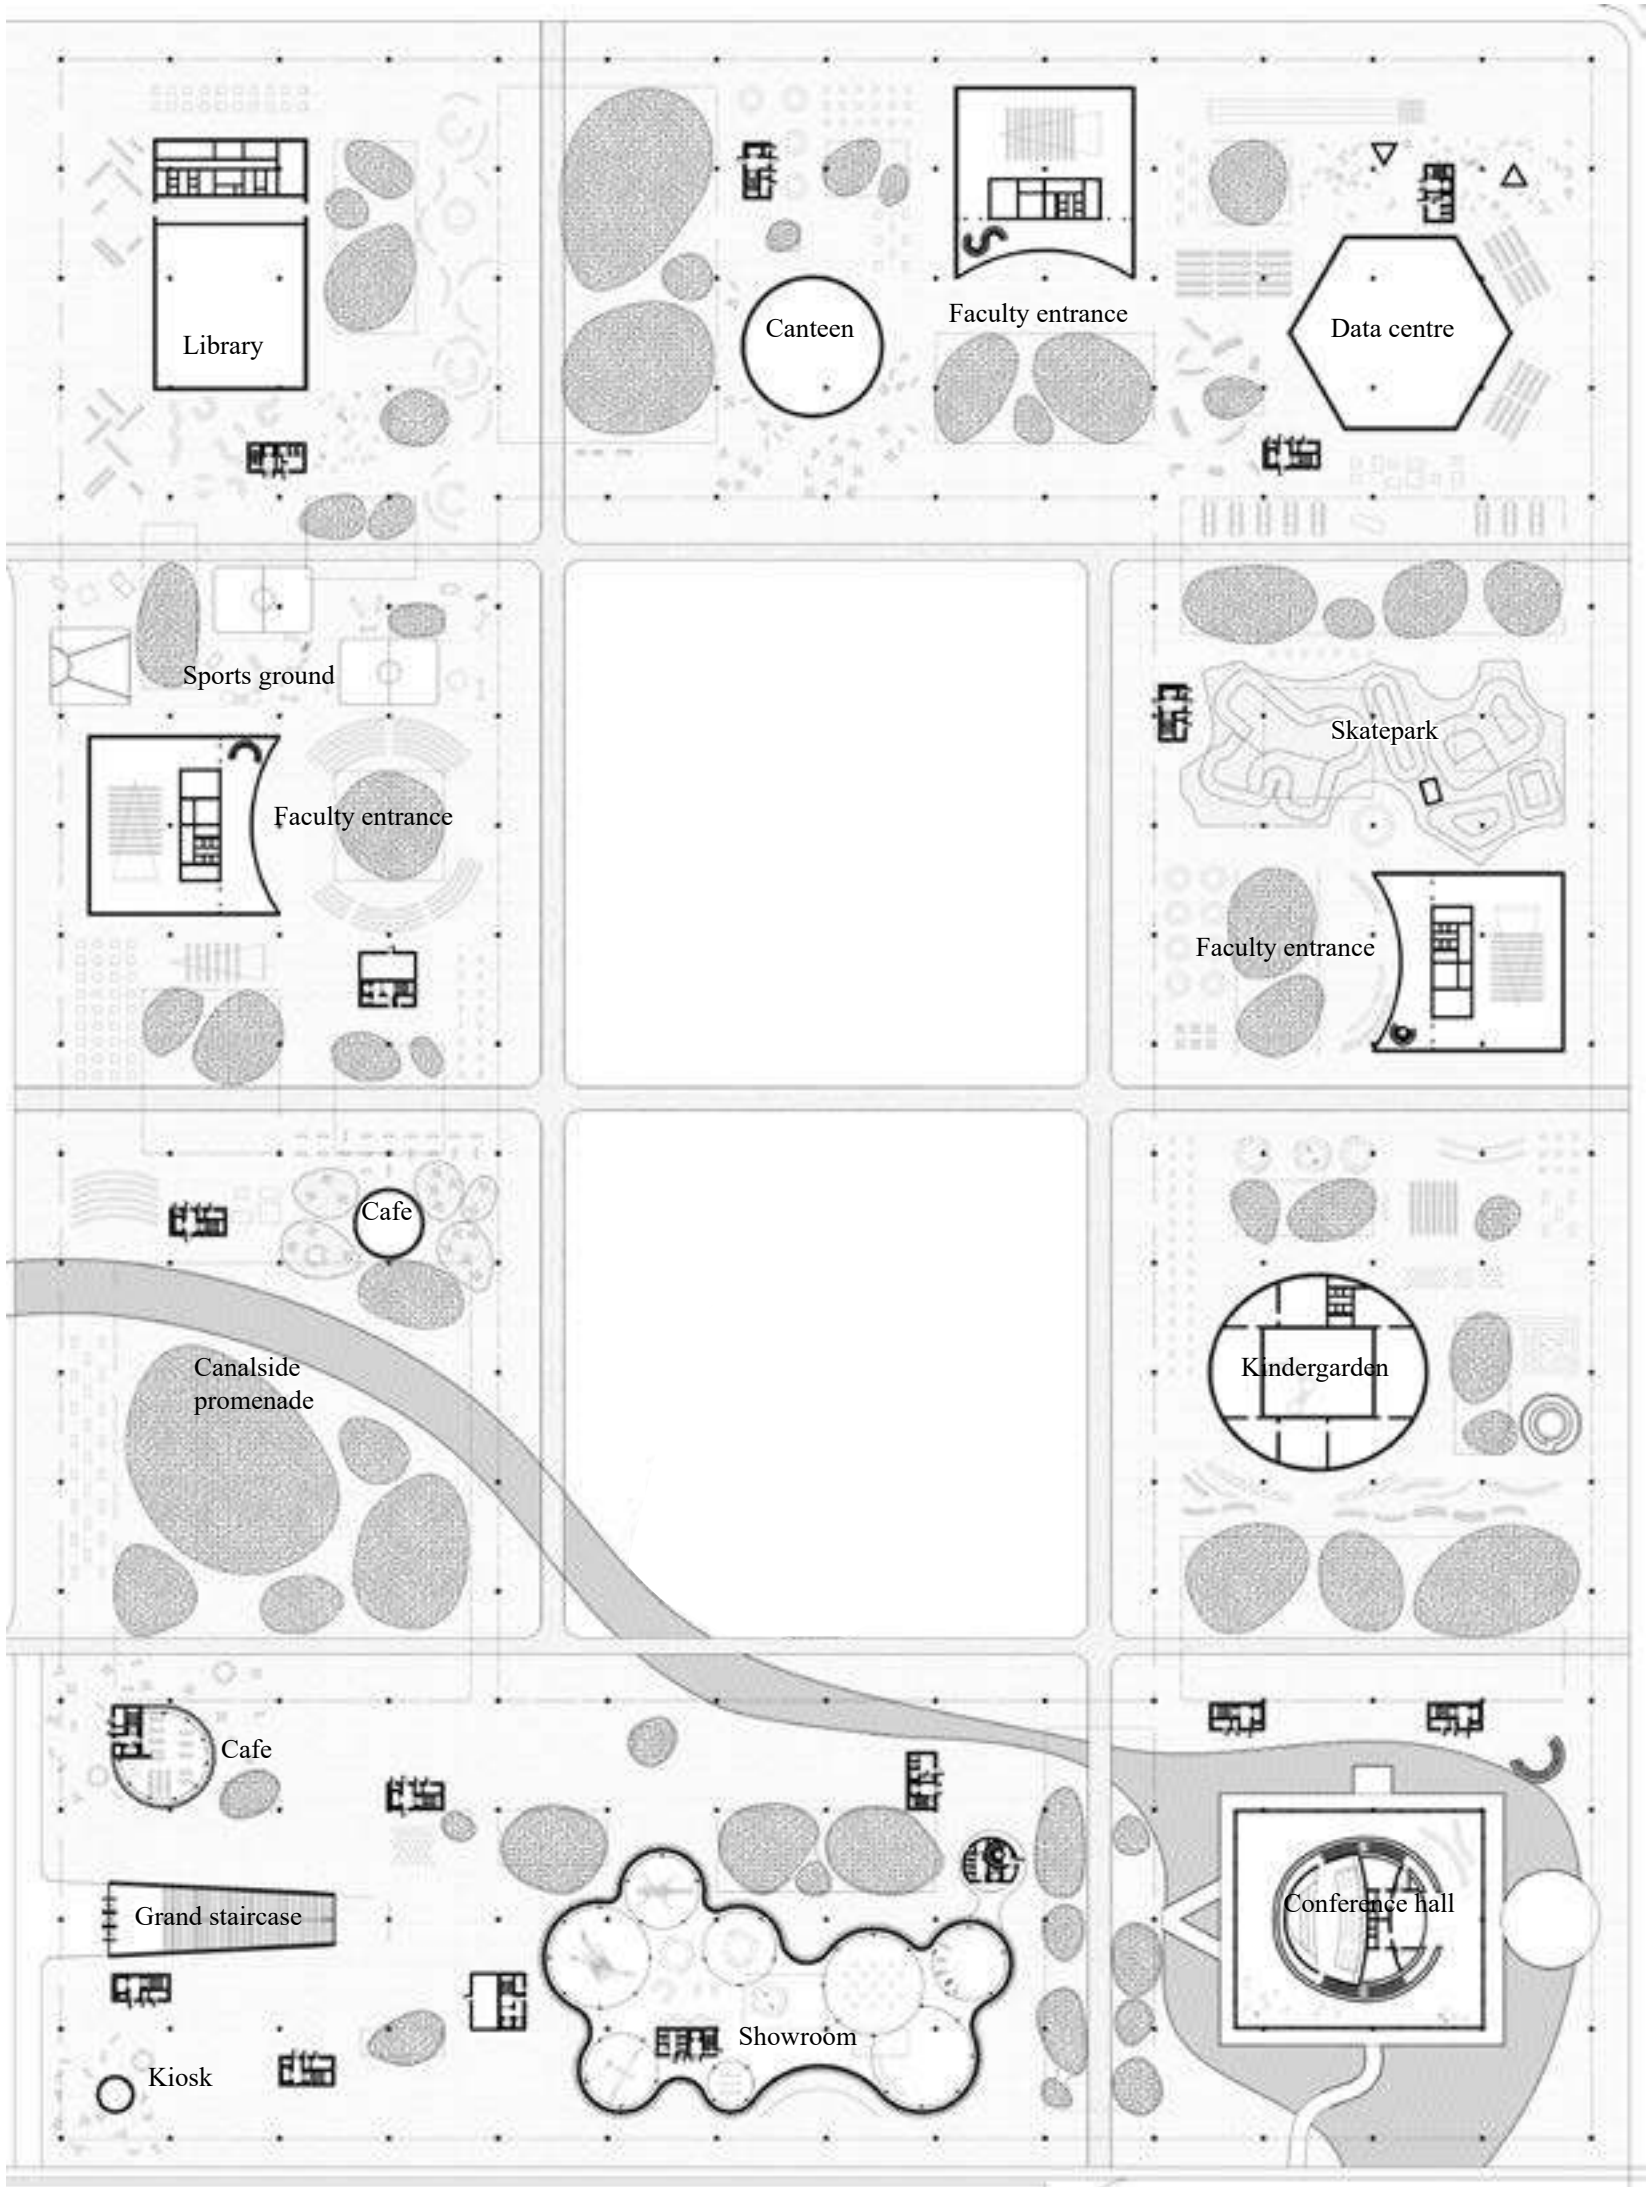 Library
Canteen
Faculty entrance
Data centre
Sports ground
Faculty entrance
Skatepark
Faculty entrance
Cafe
Canalside
promenade
Kindergarden
Cafe
Grand staircase
Conference hall
Showroom
Kiosk